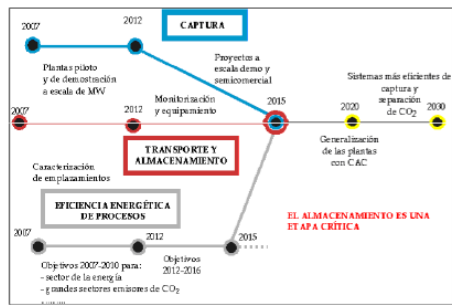 2007
2012
CAPTURA
Plantas piloto
y de demostración
a escala de MW
Proyectos a
escala demo y
semicomercial
Sistemas más eficientes de
captura y
separación
de CO2
2007
2012
Monitorización
y equipamiento
2015
2020
2030
TRANSPORTE Y
ALMACENAMIENTO
Generalización
de las plantas
con CAC
Caracterización
de emplazamientos
EFICIENCIA ENERGÉTICA
DE PROCESOS
EL ALMACENAMIENTO ES UNA
ETAPA CRÍTICA
2007
2012
2015
Objetivos 2007-2010 para:
- sector de la energía
- grandes sectores emisores de CO2
Objetivos
2012-2016